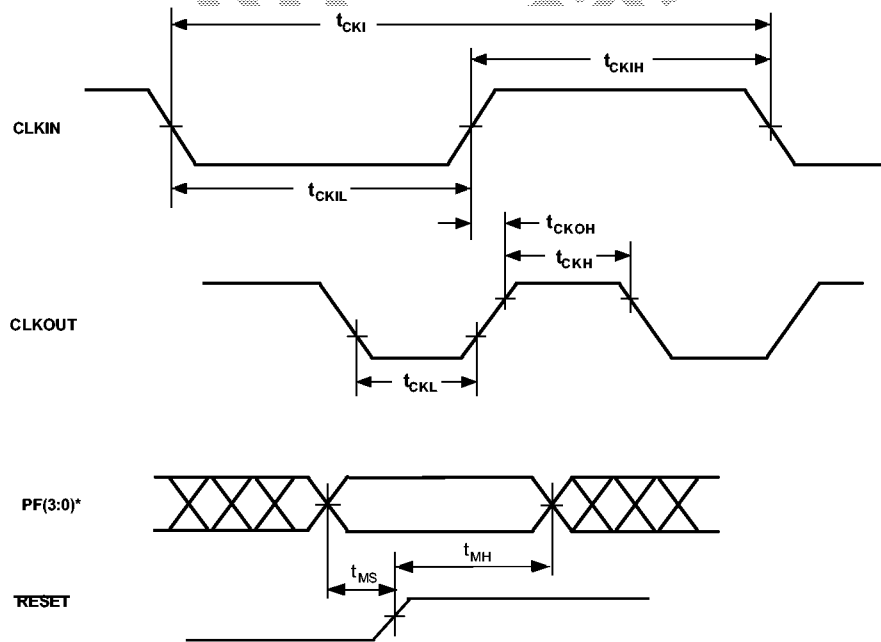 tCKI
tCKIH
CLKIN
tCKIL
tCKOH
tCKH
CLKOUT
tCKL
PF(3:0)*
tMH
tMS
RESET